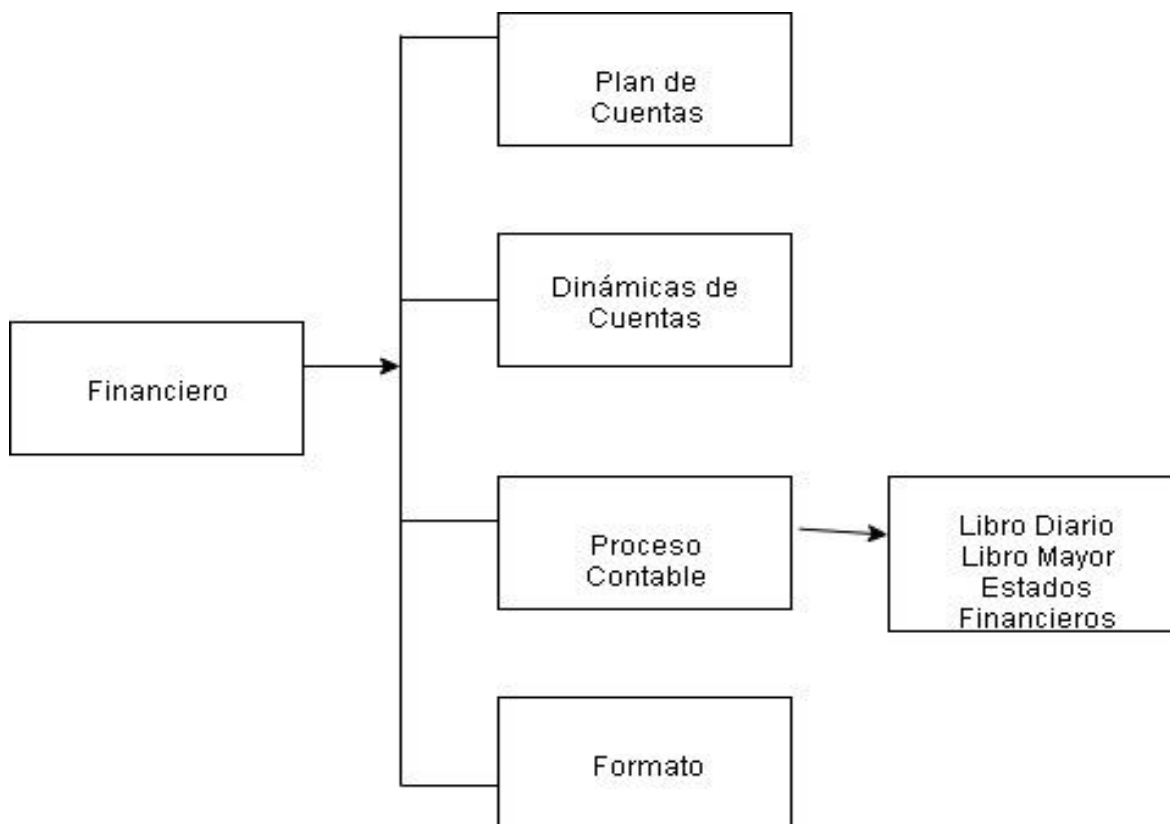 Plan de
Cuentas
Dinámicas de
Cuentas
Financiero
Proceso
Contable
Libro Diario
Libro Mayor
Estados
Financieros
Formato